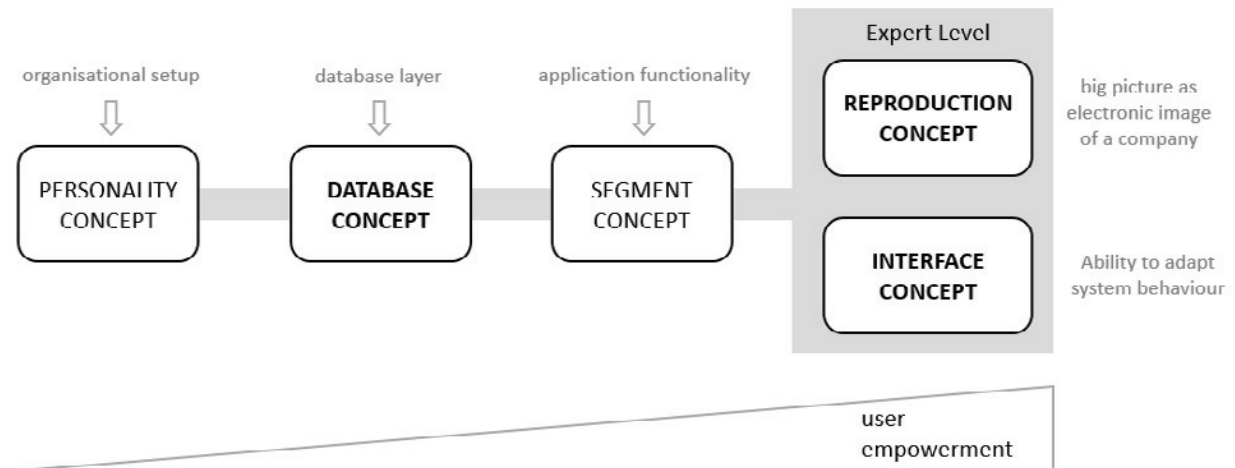 Expert Level
organisational setup
database layer
application functionality
PERSONALITY
CONCEPT
DATABASE
CONCEPT
SEGMENT
CONCEPT
REPRODUCTION
CONCEPT
big picture as
electronic image
of a company
INTERFACE
CONCEPT
Ability to adapt
system behaviour
user
empowerment